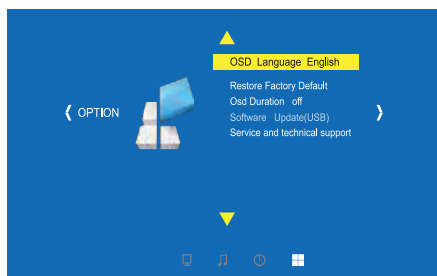 OSD Language English
Restore Factory Default
OPTION
Osd Duration off
Software Update(USB)
Service and technical support